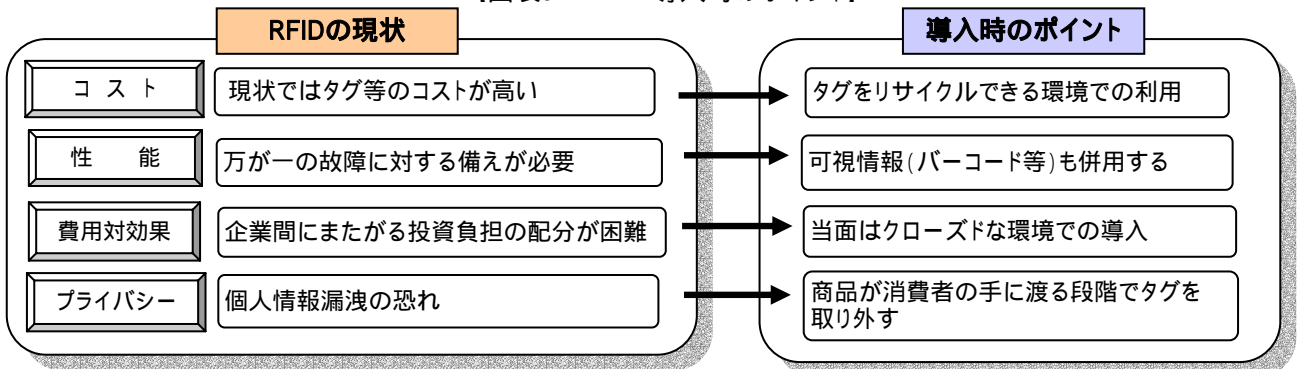 RFIDの現状
導入時のポイント
コスト
現状ではタグ等のコストが高い
タグをリサイクルできる環境での利用
性 能
万が一の故障に対する備えが必要
可視情報(バーコード等)も併用する
費用対効果
企業間にまたがる投資負担の配分が困難
当面はクローズドな環境での導入
プライバシー
個人情報漏洩の恐れ
商品が消費者の手に渡る段階でタグを
取り外す